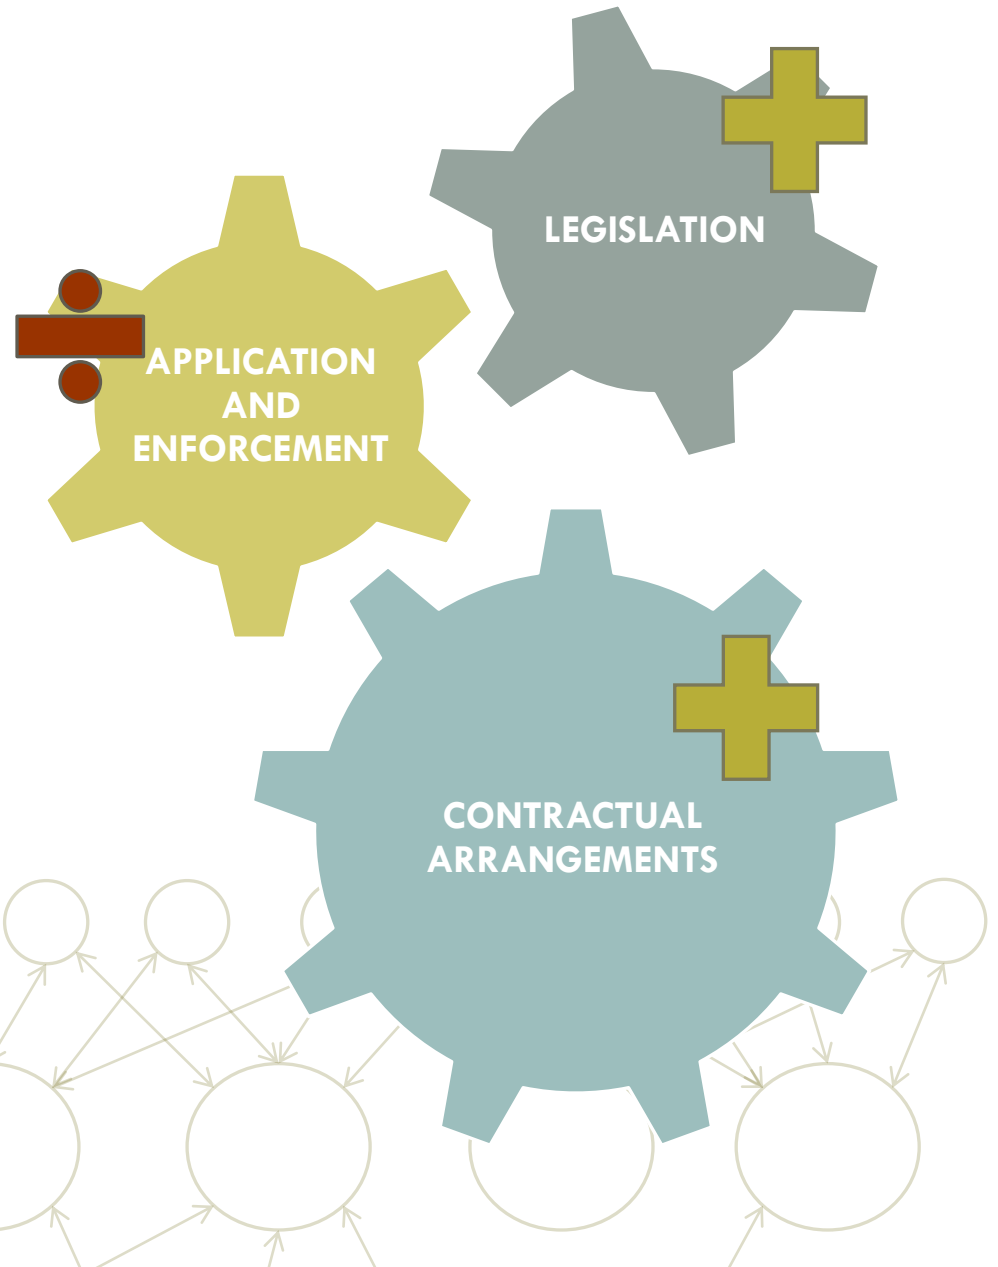 LEGISLATION
APPLICATION
AND
ENFORCEMENT
CONTRACTUAL
ARRANGEMENTS